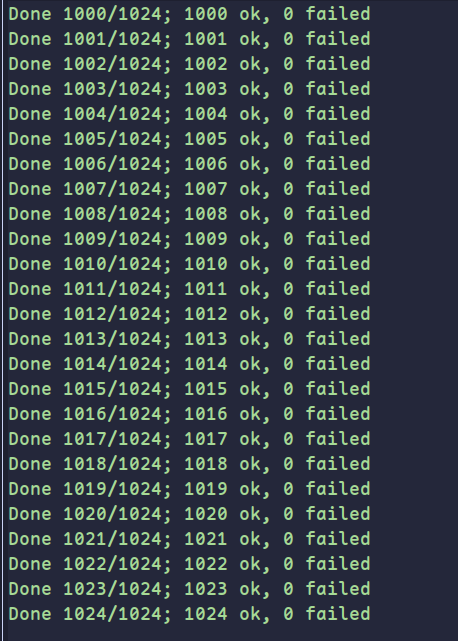 Done 1000/1024; 1000 ok, 0 failed
Done 1001/1024; 1001 ok, 0 failed
Done 1002/1024; 1002 ok, 0 failed
Done 1003/1024; 1003 ok, 0 failed
Done 1004/1024; 1004 ok, 0 failed
Done 1005/1024; 1005 ok, 0 failed
Done 1006/1024; 1006 ok, 0 failed
Done 1007/1024; 1007 ok, 0 failed
Done 1008/1024; 1008 ok, 0 failed
Done 1009/1024; 1009 ok, 0 failed
Done 1010/1024; 1010 ok, 0 failed
Done 1011/1024; 1011 ok, 0 failed
Done 1012/1024; 1012 ok, 0 failed
Done 1013/1024; 1013 ok, 0 failed
Done 1014/1024; 1014 ok, 0 failed
Done 1015/1024; 1015 ok, 0 failed
Done 1016/1024; 1016 ok, 0 failed
Done 1017/1024; 1017 ok, 0 failed
Done 1018/1024; 1018 ok, 0 failed
Done 1019/1024; 1019 ok, 0 failed
Done 1020/1024; 1020 ok, 0 failed
Done 1021/1024; 1021 ok, 0 failed
Done 1022/1024; 1022 ok, 0 failed
Done 1023/1024; 1023 ok, 0 failed
Done 1024/1024; 1024 ok, 0 failed